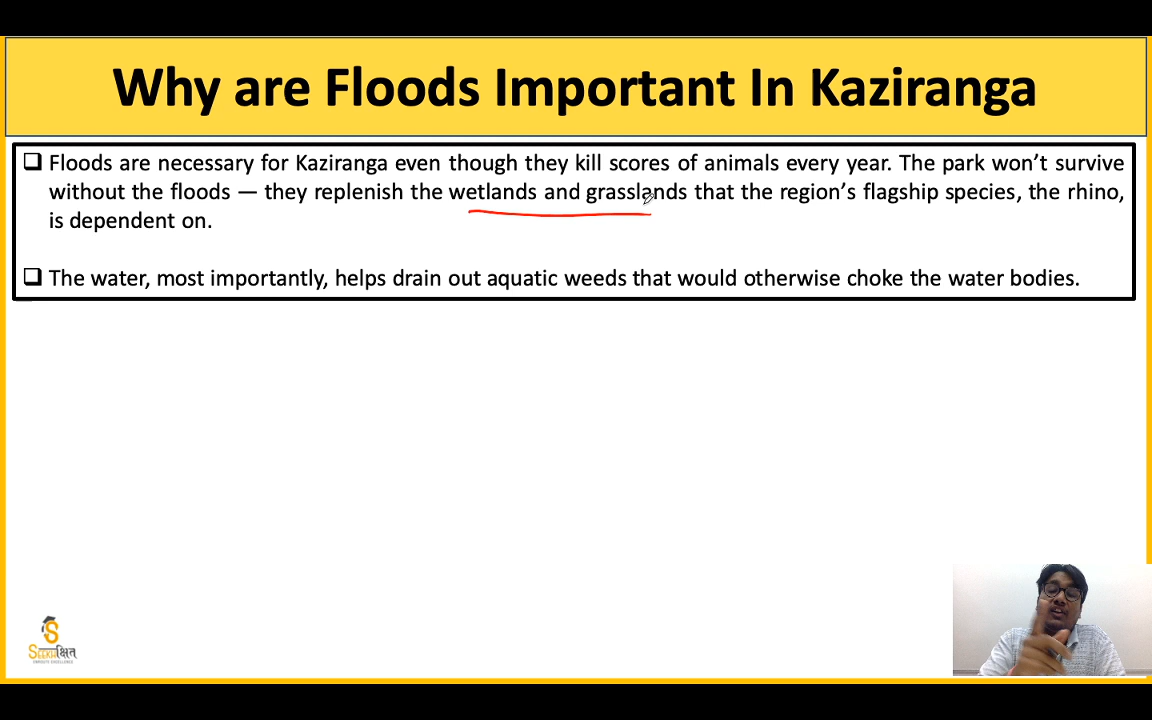 Why are Floods Important In Kaziranga
Floods are necessary for Kaziranga even though they kill scores of animals every year. The park won’t survive
without the floods — they replenish the wetlands and grasslands that the region’s flagship species, the rhino,
is dependent on.
The water, most importantly, helps drain out aquatic weeds that would otherwise choke the water bodies.
S
SEEKHक्षित